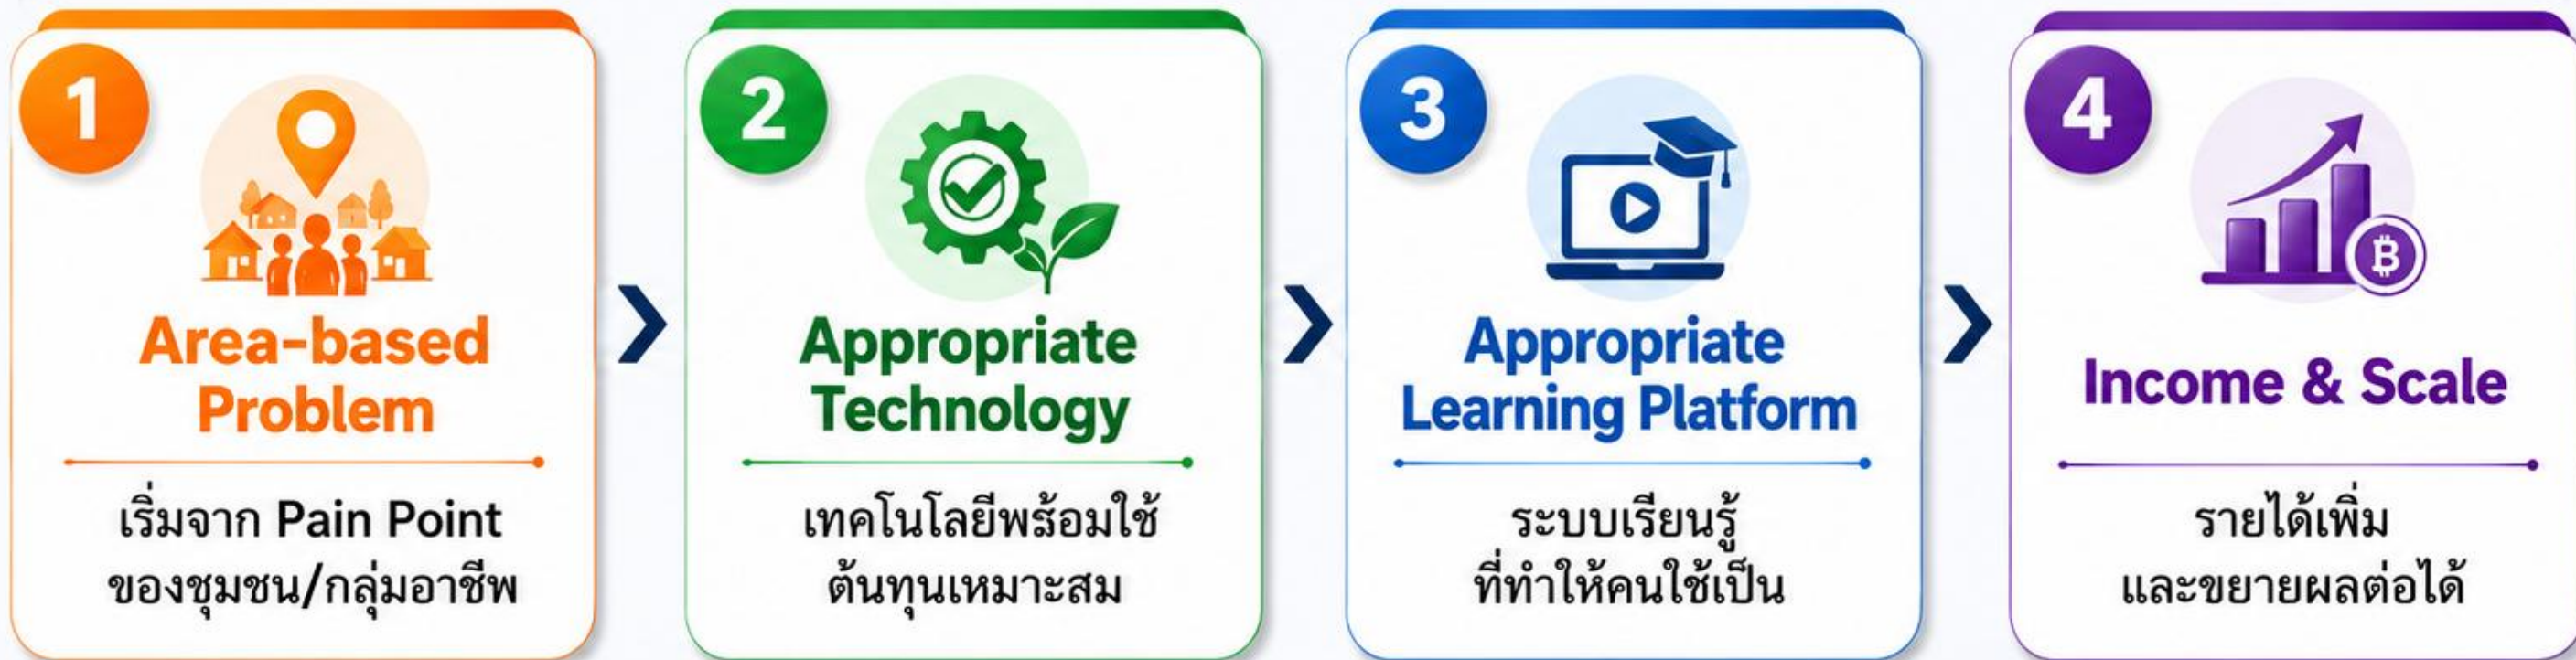 1
Area-based
Problem
เริ่มจาก Pain Point
ของชุมชน/กลุ่มอาชีพ
2
Appropriate
Technology
เทคโนโลยีพร้อมใช้
ต้นทุนเหมาะสม
3
Appropriate
Learning Platform
ระบบเรียนรู้
ที่ทำให้คนใช้เป็น
4
฿
Income & Scale
รายได้เพิ่ม
และขยายผลต่อได้